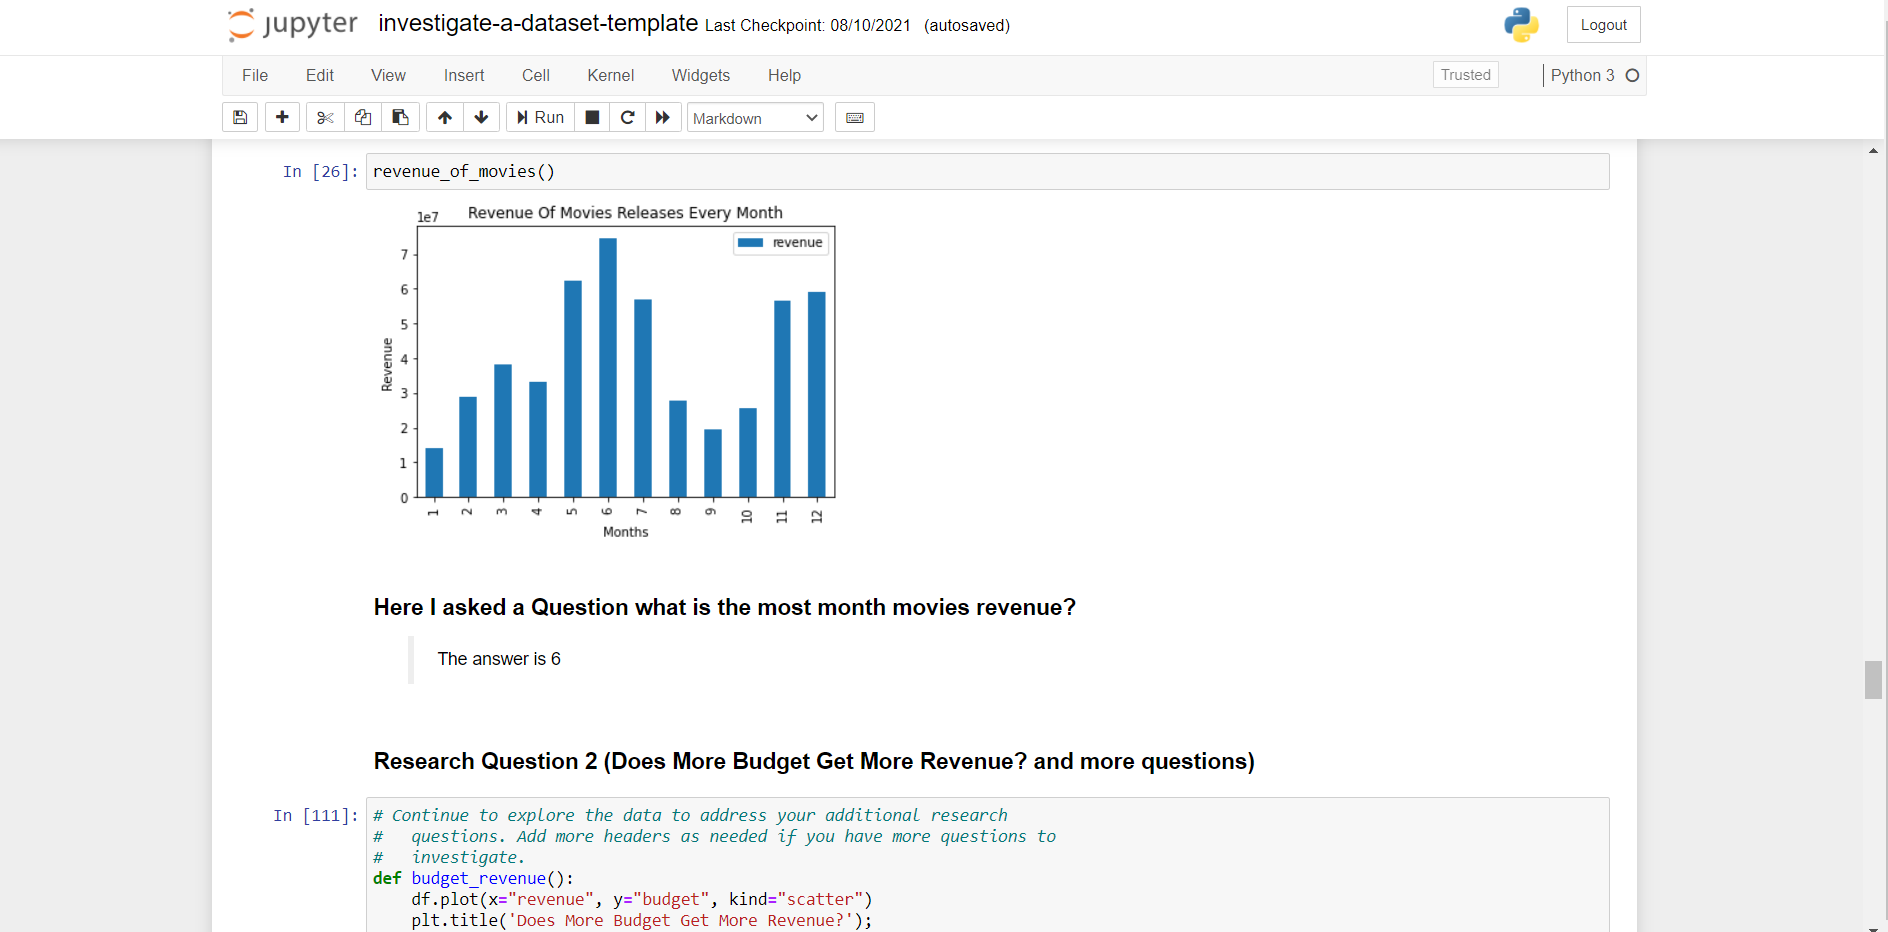 jupyter investigate-a-dataset-template Last Checkpoint: 08/10/2021 (autosaved)
Logout
File Edit View Insert Cell Kernel Widgets Help
Trusted
Python 3
Run
Markdown
In [26]: revenue_of_movies()
1e7
Revenue Of Movies Releases Every Month
revenue
7
6
5
4
3
2
1
0
Revenue
1 2 3 4 5 6 7 8 9 10 11 12
Months
Here I asked a Question what is the most month movies revenue?
The answer is 6
Research Question 2 (Does More Budget Get More Revenue? and more questions)
In [111]: # Continue to explore the data to address your additional research
#   questions. Add more headers as needed if you have more questions to
#   investigate.
def budget_revenue():
    df.plot(x="revenue", y="budget", kind="scatter")
    plt.title('Does More Budget Get More Revenue?');